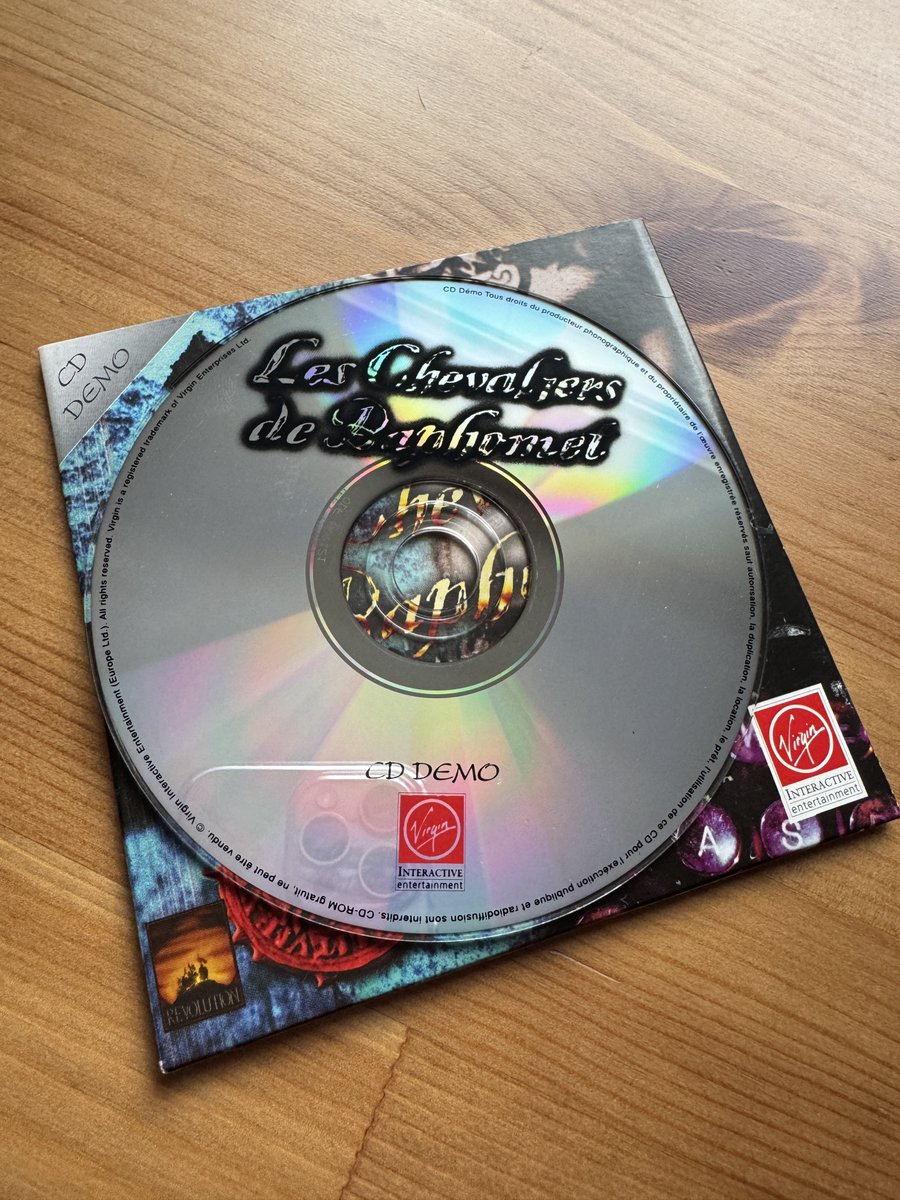 CD
DEMO
Les Chevaliers
de Baphomet
CD Démo Tous droits du producteur phonographique et du propriétaire de l'œuvre enregistrée réservés sauf autorisation, la duplication, la location, le prêt, l'utilisation de ce CD pour l'exécution publique et radiodiffusion sont interdits. CD-ROM gratuit, ne peut être vendu. © Virgin Interactive Entertainment (Europe Ltd.). All rights reserved. Virgin is a registered trademark of Virgin Enterprises Ltd.
Che
Bapho
CD DEMO
Virgin
INTERACTIVE
entertainment
Virgin
INTERACTIVE
entertainment
A S
REVOLUTION